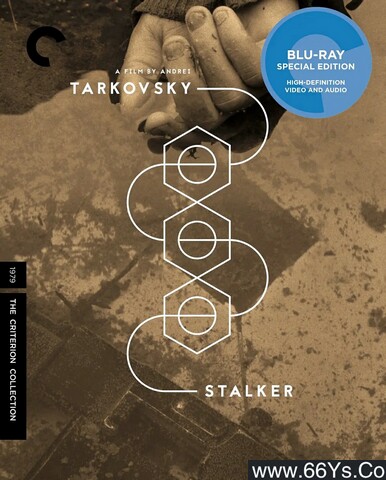 A FILM BY ANDREI
TARKOVSKY
BLU-RAY
SPECIAL EDITION
HIGH-DEFINITION
VIDEO AND AUDIO
1979
THE CRITERION COLLECTION
STALKER
www.66Ys.Co